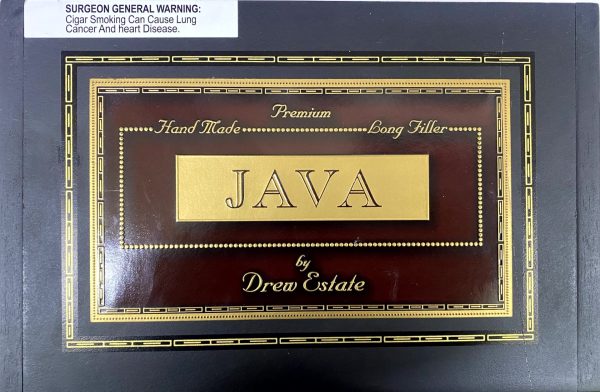 SURGEON GENERAL WARNING:
Cigar Smoking Can Cause Lung
Cancer And heart Disease.
Premium
Hand Made Long Filler
JAVA
by
Drew Estate